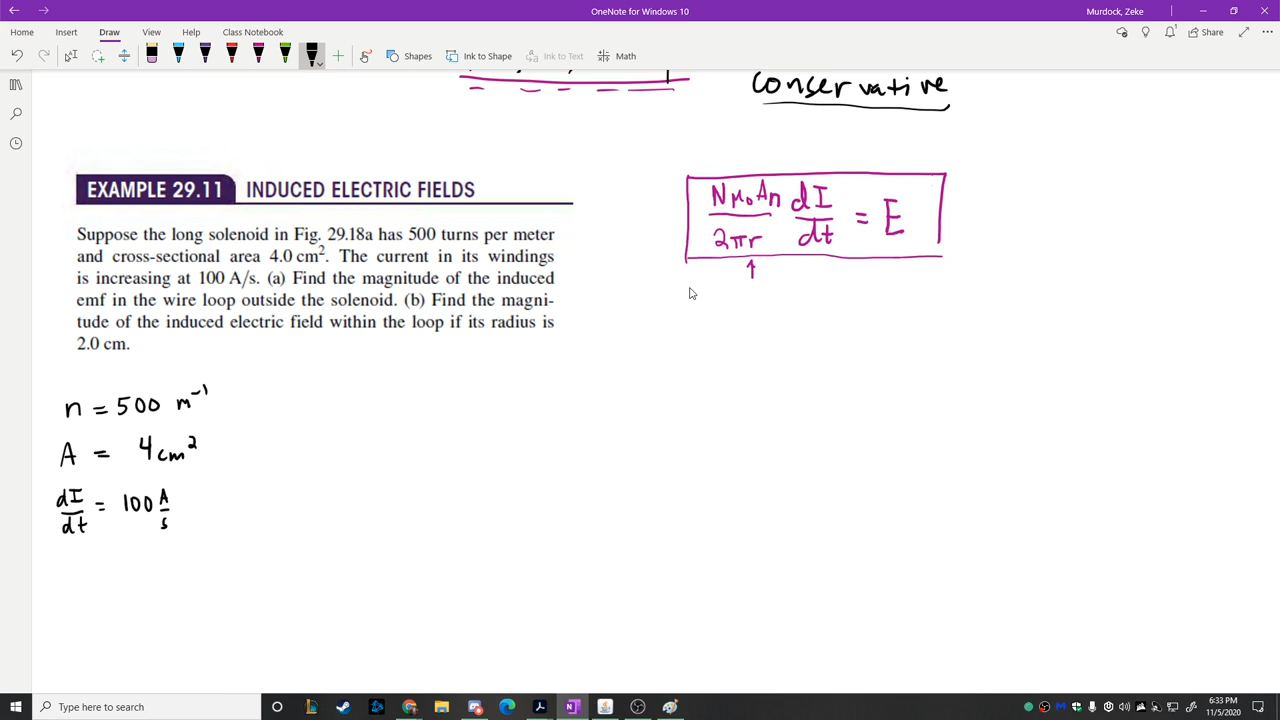 OneNote for Windows 10
Murdock, Zeke
Home Insert Draw View Help Class Notebook
Share
Shapes Ink to Shape Ink to Text Math
conservative
EXAMPLE 29.11 INDUCED ELECTRIC FIELDS
Suppose the long solenoid in Fig. 29.18a has 500 turns per meter
and cross-sectional area 4.0 cm². The current in its windings
is increasing at 100 A/s. (a) Find the magnitude of the induced
emf in the wire loop outside the solenoid. (b) Find the magni-
tude of the induced electric field within the loop if its radius is
2.0 cm.
Nμ₀An/2πr dI/dt = E
n = 500 m⁻¹
A = 4cm²
dI/dt = 100 A/s
Type here to search
6:33 PM
11/5/2020